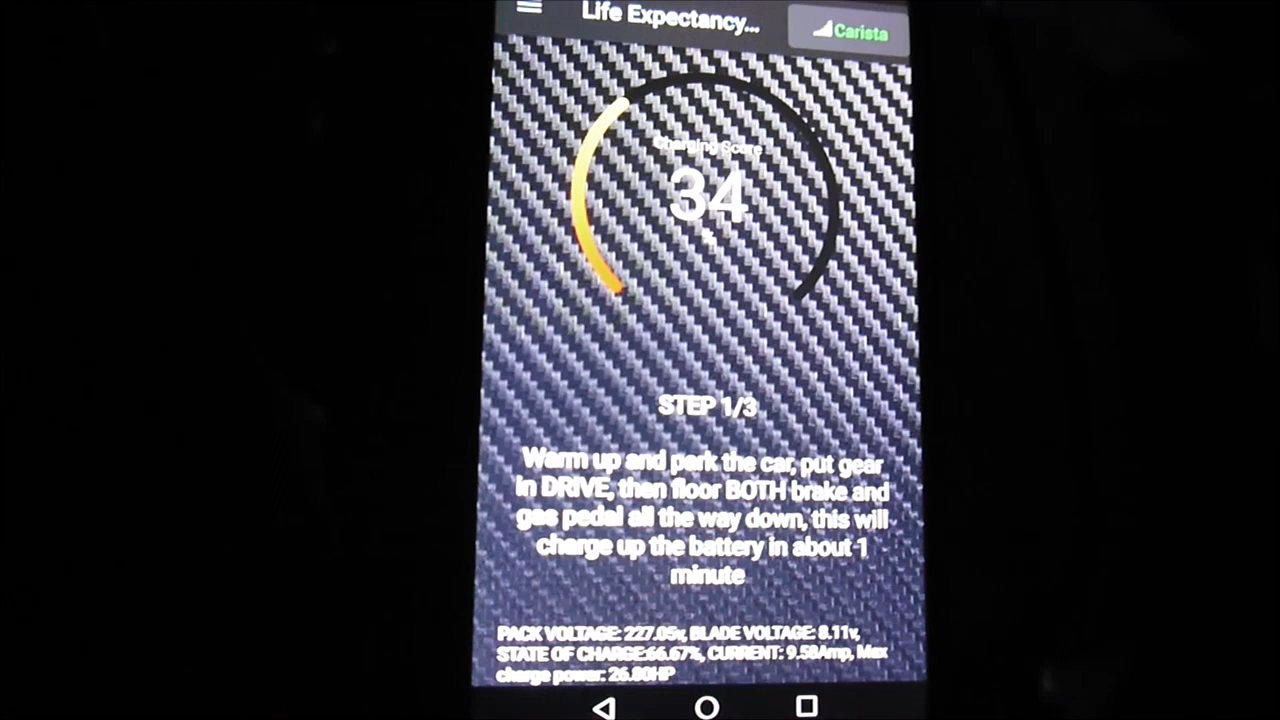 Life Expectancy...
Carista
Charging Score
34
STEP 1/3
Warm up and park the car, put gear
in DRIVE, then floor BOTH brake and
gas pedal all the way down, this will
charge up the battery in about 1
minute
PACK VOLTAGE: 227.05v, BLADE VOLTAGE: 8.11v,
STATE OF CHARGE:66.67%, CURRENT: 9.58Amp, Max
charge power: 26.80HP